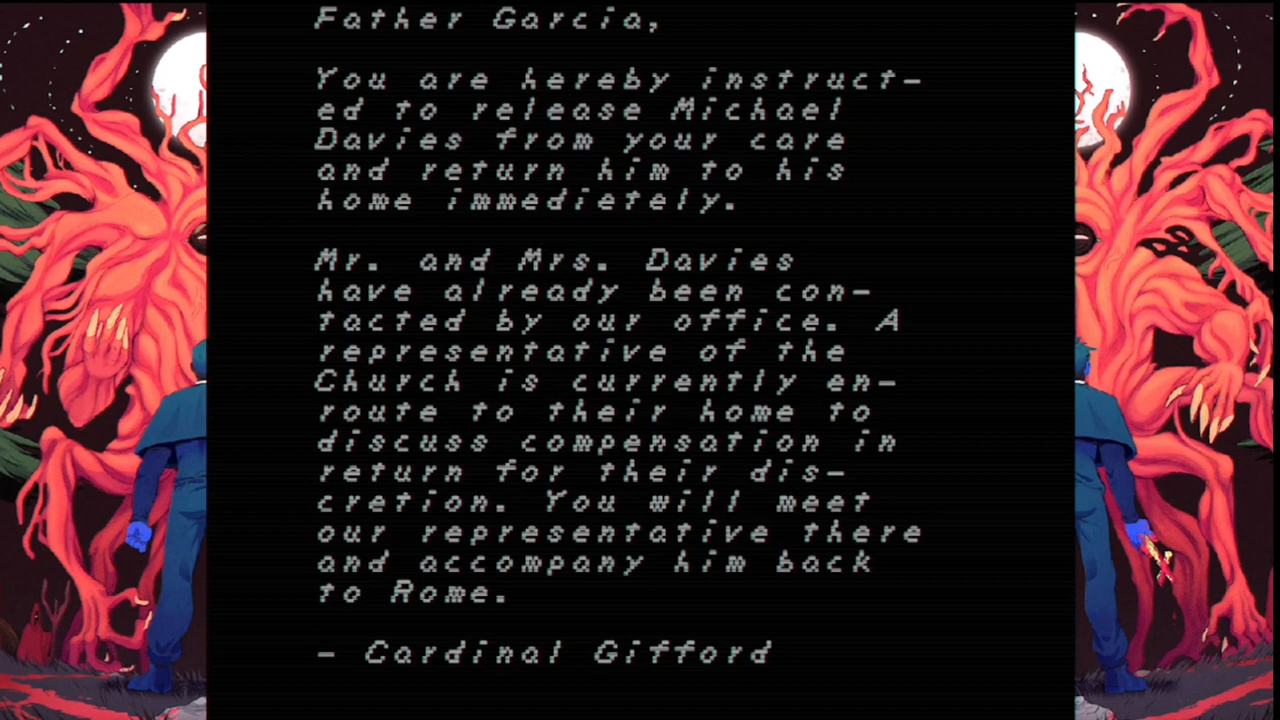 Father Garcia,
You are hereby instruct-
ed to release Michael
Davies from your care
and return him to his
home immedietely.
Mr. and Mrs. Davies
have already been con-
tacted by our office. A
representative of the
Church is currently en-
route to their home to
discuss compensation in
return for their dis-
cretion. You will meet
our representative there
and accompany him back
to Rome.
- Cardinal Gifford